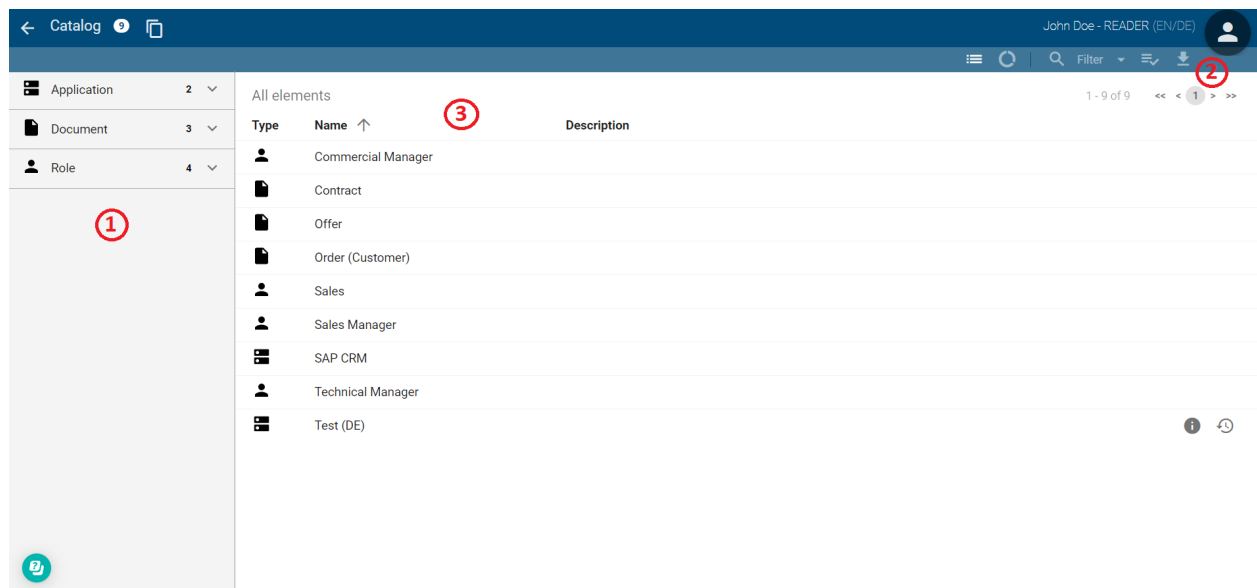 Catalog 9
John Doe - READER (EN/DE)
Filter
2
Application 2
Document 3
Role 4
1
All elements
1 - 9 of 9 << < 1 > >>
3
Type Name Description
Commercial Manager
Contract
Offer
Order (Customer)
Sales
Sales Manager
SAP CRM
Technical Manager
Test (DE)